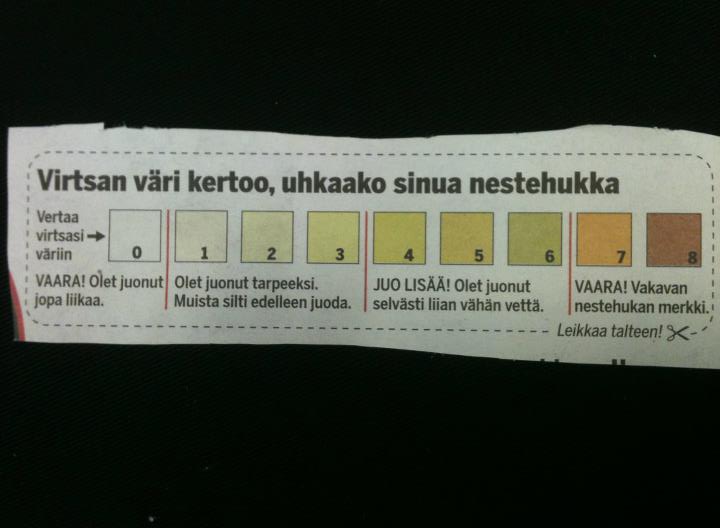 Virtsan väri kertoo, uhkaako sinua nestehukka
Vertaa
virtsasi →
väriin
0 1 2 3 4 5 6 7 8
VAARA! Olet juonut
jopa liikaa.
Olet juonut tarpeeksi.
Muista silti edelleen juoda.
JUO LISÄÄ! Olet juonut
selvästi liian vähän vettä.
VAARA! Vakavan
nestehukan merkki.
Leikkaa talteen!